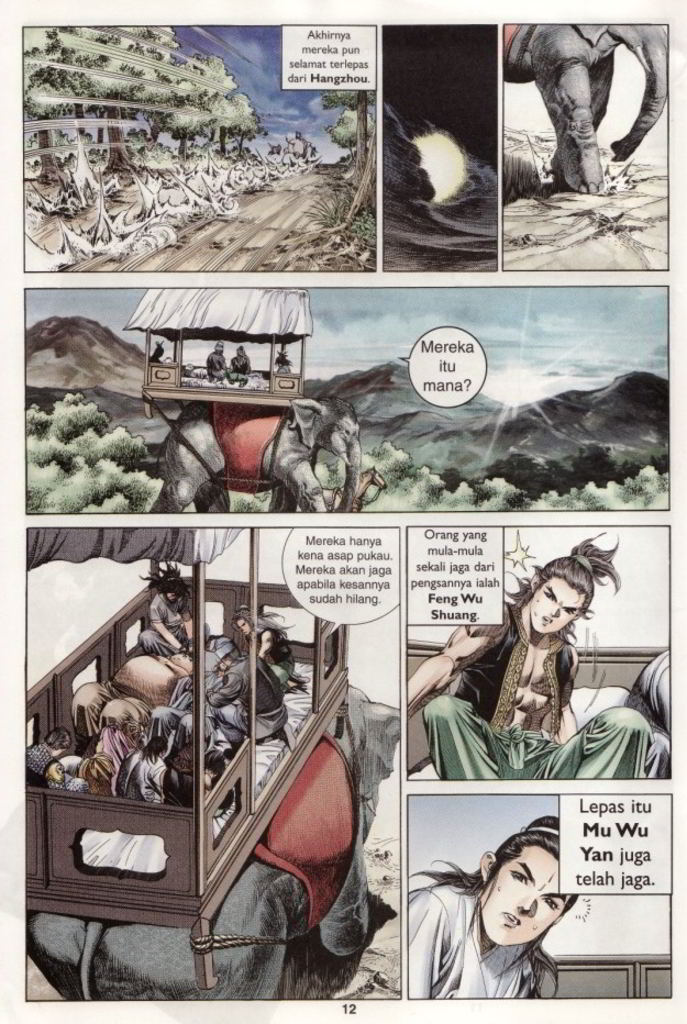 Akhirnya
mereka pun
selamat terlepas
dari Hangzhou.
Mereka
itu
mana?
Mereka hanya
kena asap pukau.
Mereka akan jaga
apabila kesannya
sudah hilang.
Orang yang
mula-mula
sekali jaga dari
pengsannya ialah
Feng Wu
Shuang.
Lepas itu
Mu Wu
Yan juga
telah jaga.
12